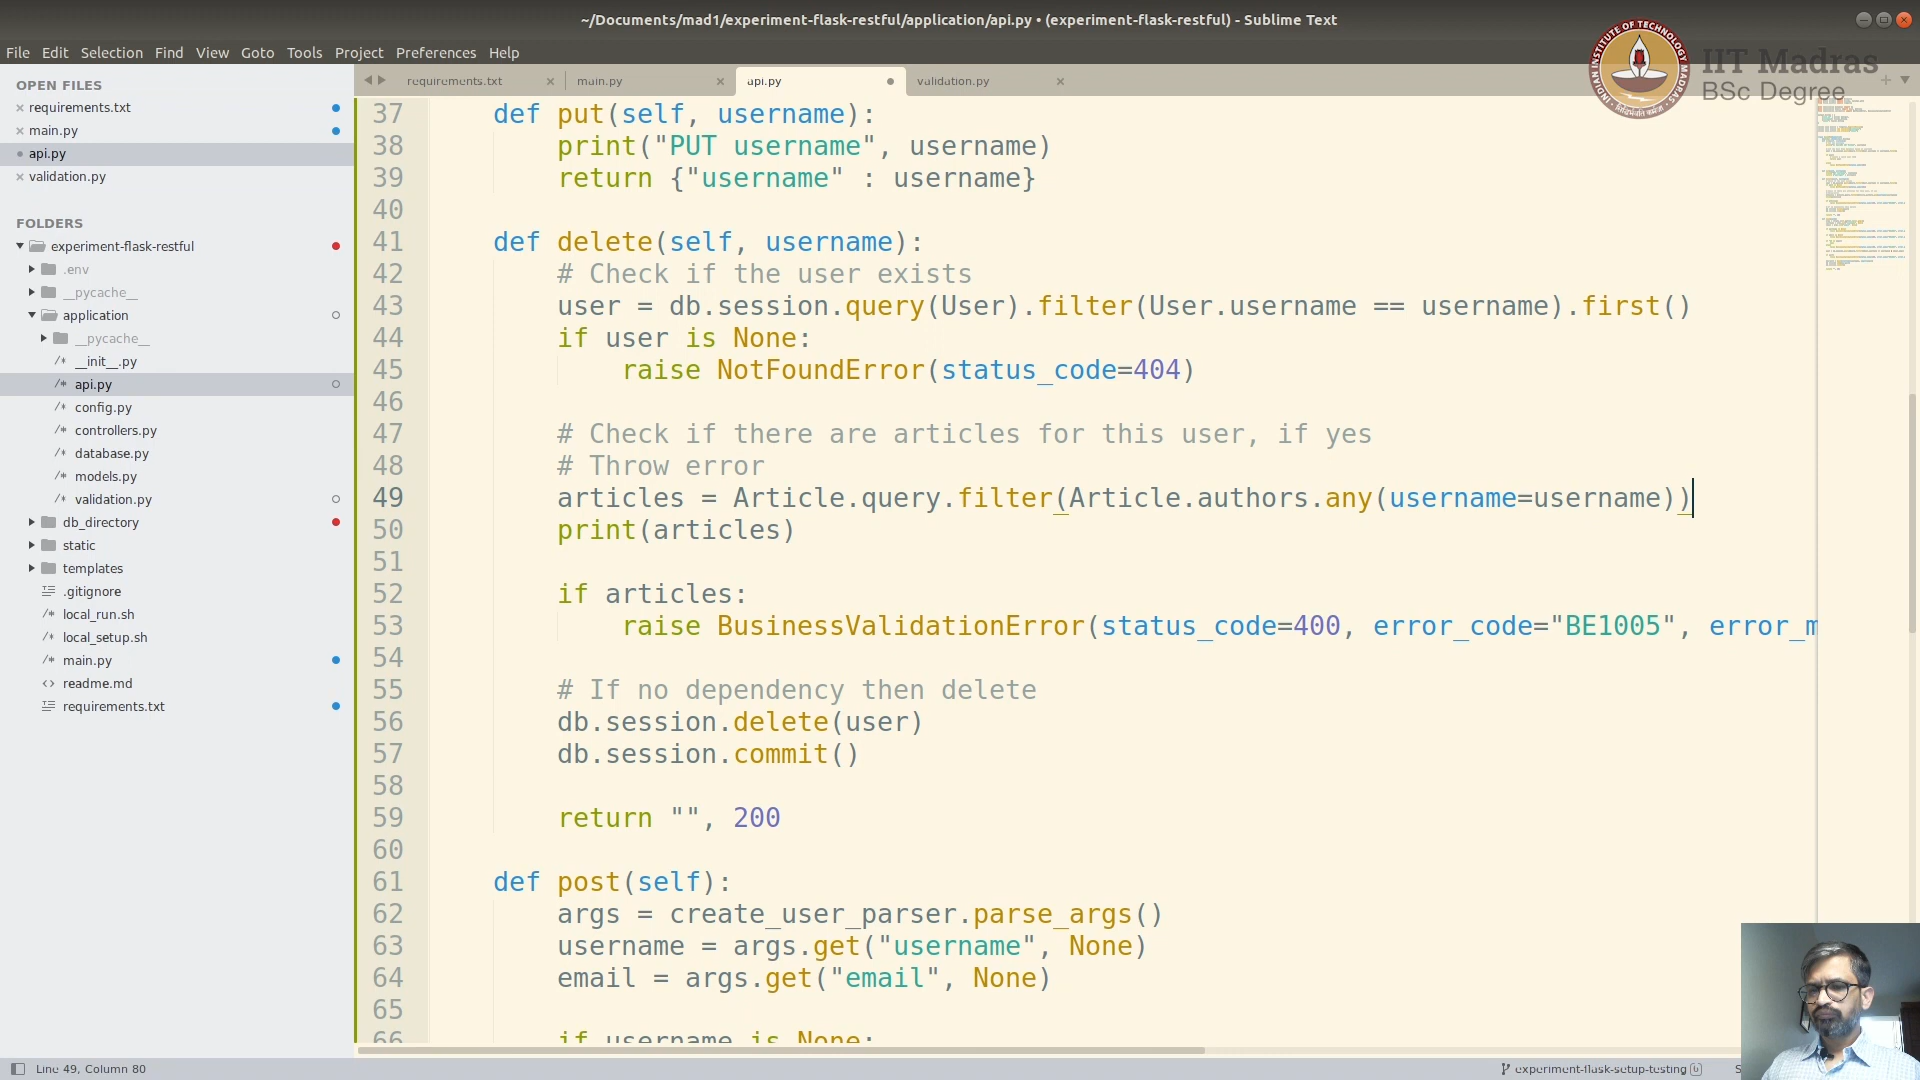 ~/Documents/mad1/experiment-flask-restful/application/api.py • (experiment-flask-restful) - Sublime Text
File Edit Selection Find View Goto Tools Project Preferences Help
IIT Madras
BSc Degree
OPEN FILES
requirements.txt
main.py
api.py
validation.py
FOLDERS
experiment-flask-restful
.env
__pycache__
application
__pycache__
__init__.py
api.py
config.py
controllers.py
database.py
models.py
validation.py
db_directory
static
templates
.gitignore
local_run.sh
local_setup.sh
main.py
readme.md
requirements.txt
requirements.txt main.py api.py validation.py
37 def put(self, username):
38 print("PUT username", username)
39 return {"username" : username}
40
41 def delete(self, username):
42 # Check if the user exists
43 user = db.session.query(User).filter(User.username == username).first()
44 if user is None:
45 raise NotFoundError(status_code=404)
46
47 # Check if there are articles for this user, if yes
48 # Throw error
49 articles = Article.query.filter(Article.authors.any(username=username))
50 print(articles)
51
52 if articles:
53 raise BusinessValidationError(status_code=400, error_code="BE1005", error_m
54
55 # If no dependency then delete
56 db.session.delete(user)
57 db.session.commit()
58
59 return "", 200
60
61 def post(self):
62 args = create_user_parser.parse_args()
63 username = args.get("username", None)
64 email = args.get("email", None)
65
66 if username is None:
Line 49, Column 80
experiment-flask-setup-testing